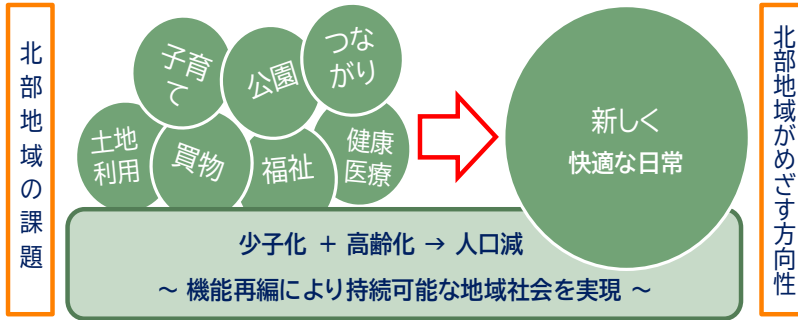 北部地域の課題
子育
て
公園
つな
がり
土地
利用
買物
福祉
健康
医療
新しく
快適な日常
少子化 ＋ 高齢化 → 人口減
～ 機能再編により持続可能な地域社会を実現 ～
北部地域がめざす方向性